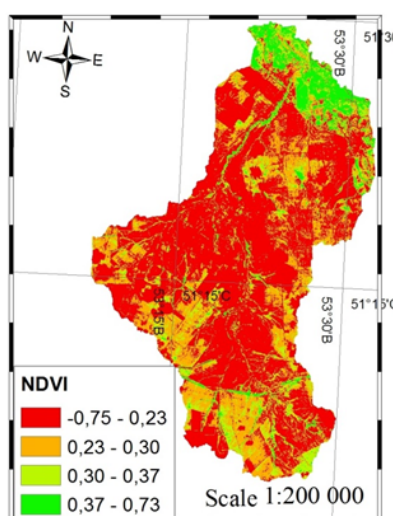 N
W E
S
51°30
53°30'B
51°15'C
51°15'C
53°15'B
53°30'B
NDVI
-0,75 - 0,23
0,23 - 0,30
0,30 - 0,37
0,37 - 0,73
Scale 1:200 000